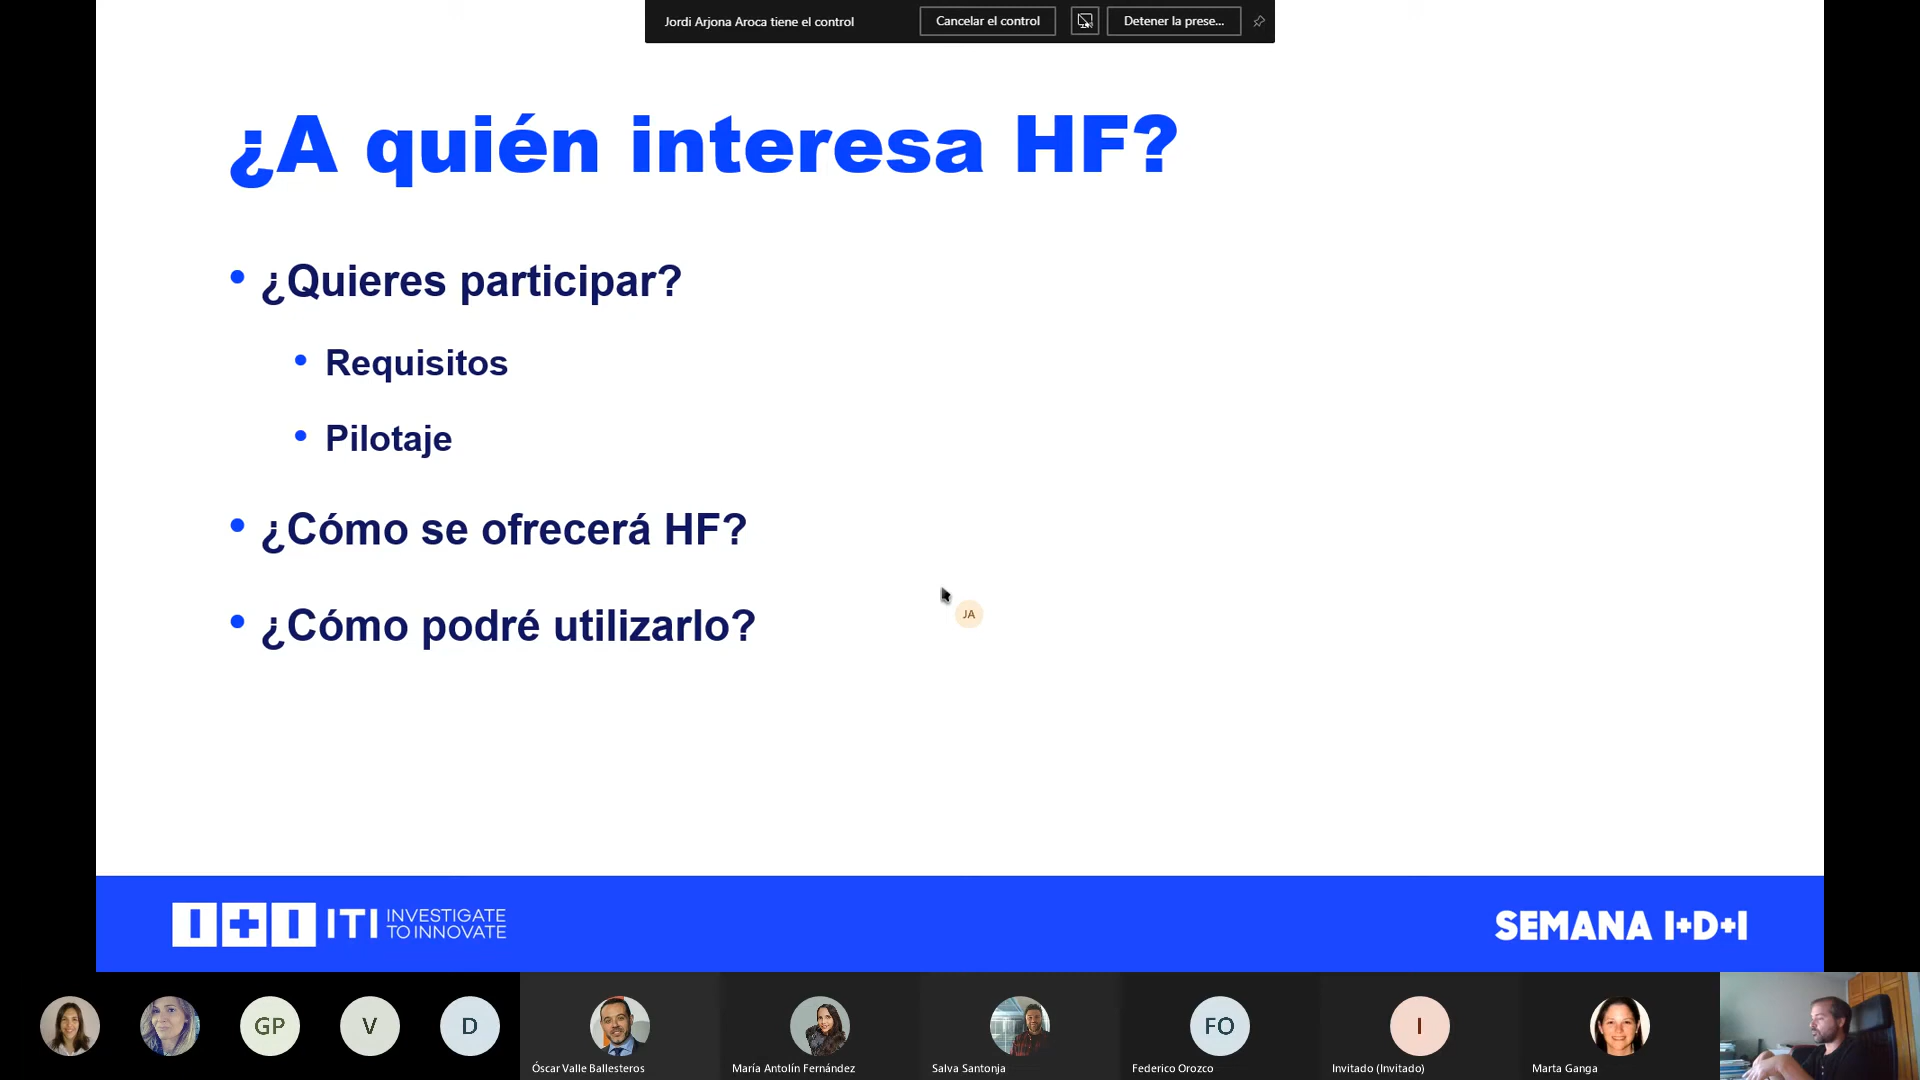 Jordi Arjona Aroca tiene el control
Cancelar el control
Detener la prese...
¿A quién interesa HF?
• ¿Quieres participar?
• Requisitos
• Pilotaje
• ¿Cómo se ofrecerá HF?
• ¿Cómo podré utilizarlo?
JA
I+I ITI INVESTIGATE
TO INNOVATE
SEMANA I+D+I
GP
V
D
FO
I
Óscar Valle Ballesteros
María Antolín Fernández
Salva Santonja
Federico Orozco
Invitado (Invitado)
Marta Ganga